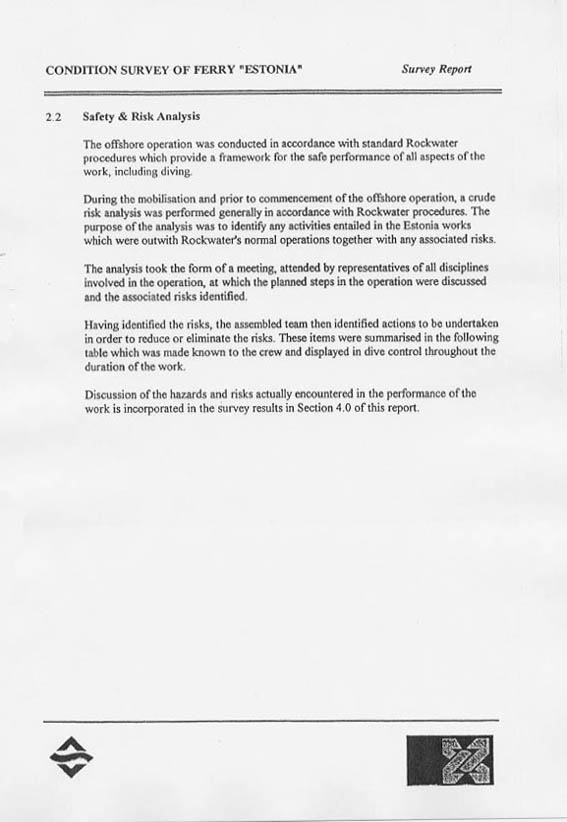 CONDITION SURVEY OF FERRY "ESTONIA" Survey Report
2.2 Safety & Risk Analysis
The offshore operation was conducted in accordance with standard Rockwater
procedures which provide a framework for the safe performance of all aspects of the
work, including diving.
During the mobilisation and prior to commencement of the offshore operation, a crude
risk analysis was performed generally in accordance with Rockwater procedures. The
purpose of the analysis was to identify any activities entailed in the Estonia works
which were outwith Rockwater's normal operations together with any associated risks.
The analysis took the form of a meeting, attended by representatives of all disciplines
involved in the operation, at which the planned steps in the operation were discussed
and the associated risks identified.
Having identified the risks, the assembled team then identified actions to be undertaken
in order to reduce or eliminate the risks. These items were summarised in the following
table which was made known to the crew and displayed in dive control throughout the
duration of the work.
Discussion of the hazards and risks actually encountered in the performance of the
work is incorporated in the survey results in Section 4.0 of this report.